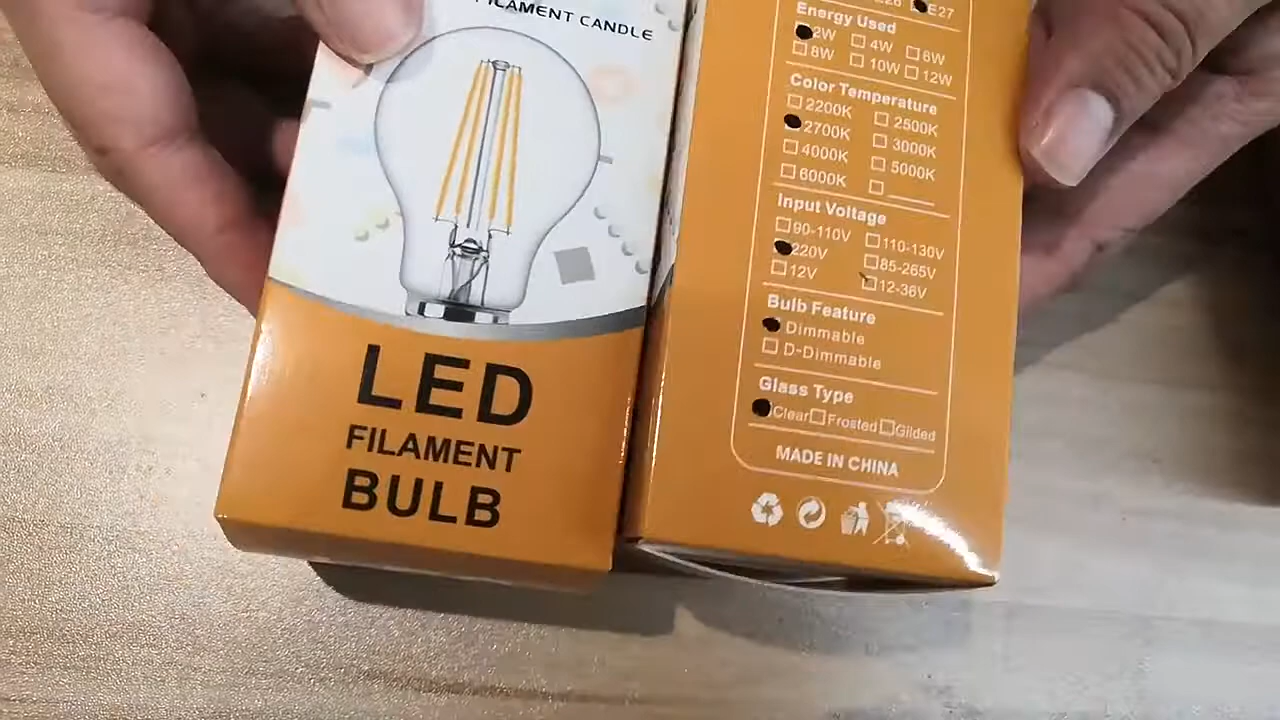 FILAMENT CANDLE
LED
FILAMENT
BULB
E27
Energy Used
2W 4W 6W
8W 10W 12W
Color Temperature
2200K 2500K
2700K 3000K
4000K 5000K
6000K
Input Voltage
90-110V 110-130V
220V 85-265V
12V 12-36V
Bulb Feature
Dimmable
D-Dimmable
Glass Type
Clear Frosted Gilded
MADE IN CHINA